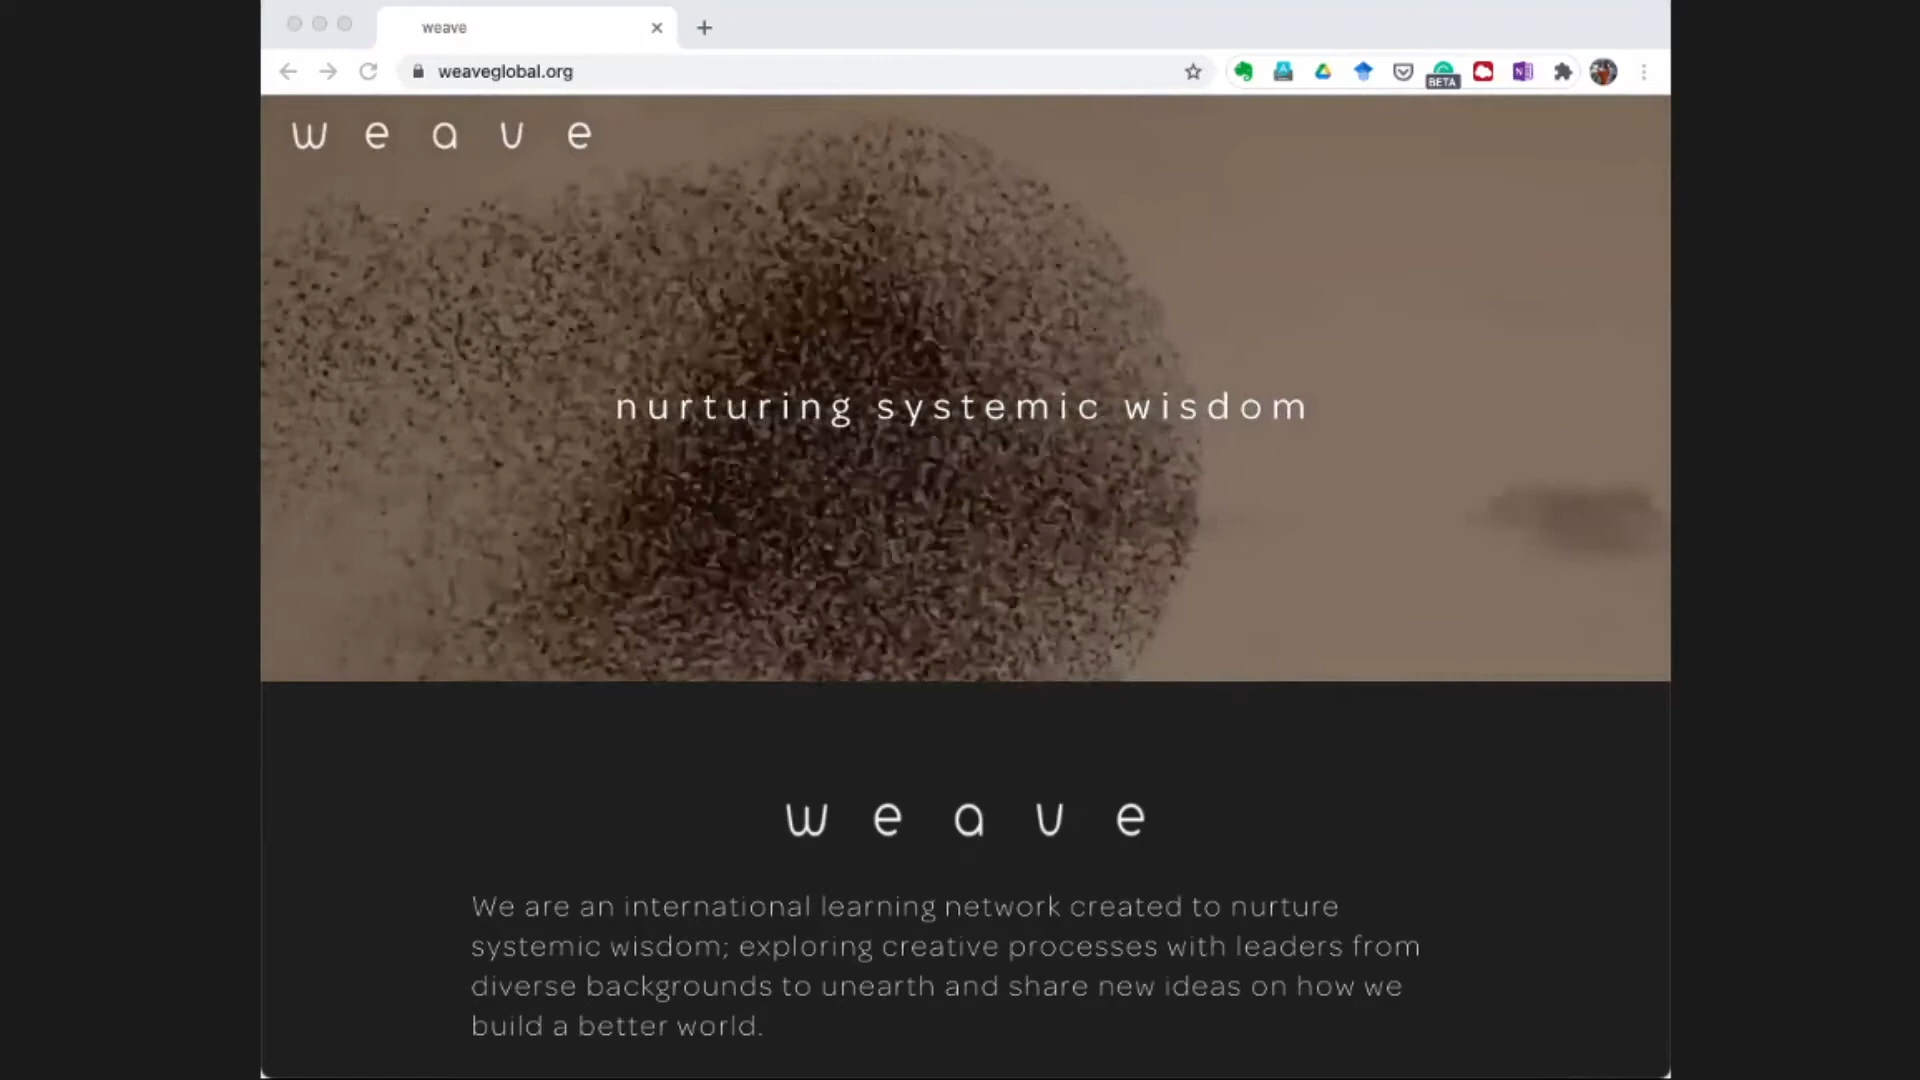 weave
weaveglobal.org
BETA
weave
nurturing systemic wisdom
weave
We are an international learning network created to nurture
systemic wisdom; exploring creative processes with leaders from
diverse backgrounds to unearth and share new ideas on how we
build a better world.